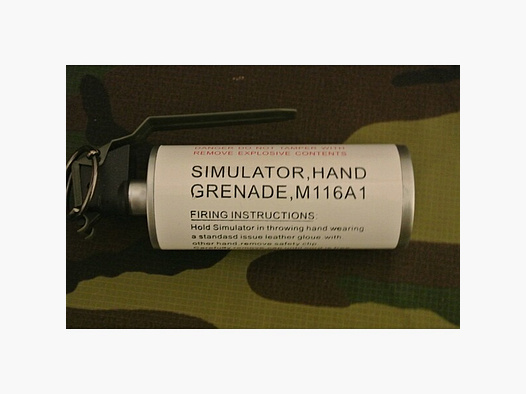 DANGER DO NOT TAMPER WITH
REMOVE EXPLOSIVE CONTENTS
SIMULATOR,HAND
GRENADE,M116A1
FIRING INSTRUCTIONS:
Hold Simulator in throwing hand wearing
a standasd issue leather gloue.with
other hand.remove safety clip